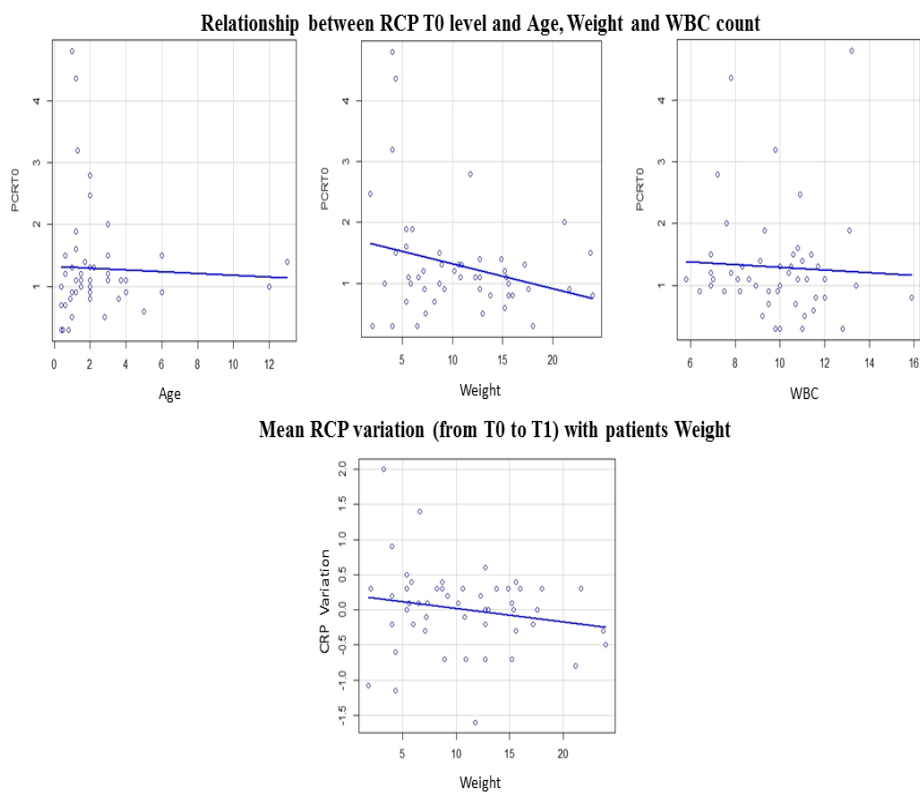 Relationship between RCP T0 level and Age, Weight and WBC count
PCRT0
4
3
2
1
0 2 4 6 8 10 12
Age
PCRT0
4
3
2
1
5 10 15 20
Weight
PCRT0
4
3
2
1
6 8 10 12 14 16
WBC
Mean RCP variation (from T0 to T1) with patients Weight
CRP Variation
2.0
1.5
1.0
0.5
0.0
-0.5
-1.0
-1.5
5 10 15 20
Weight